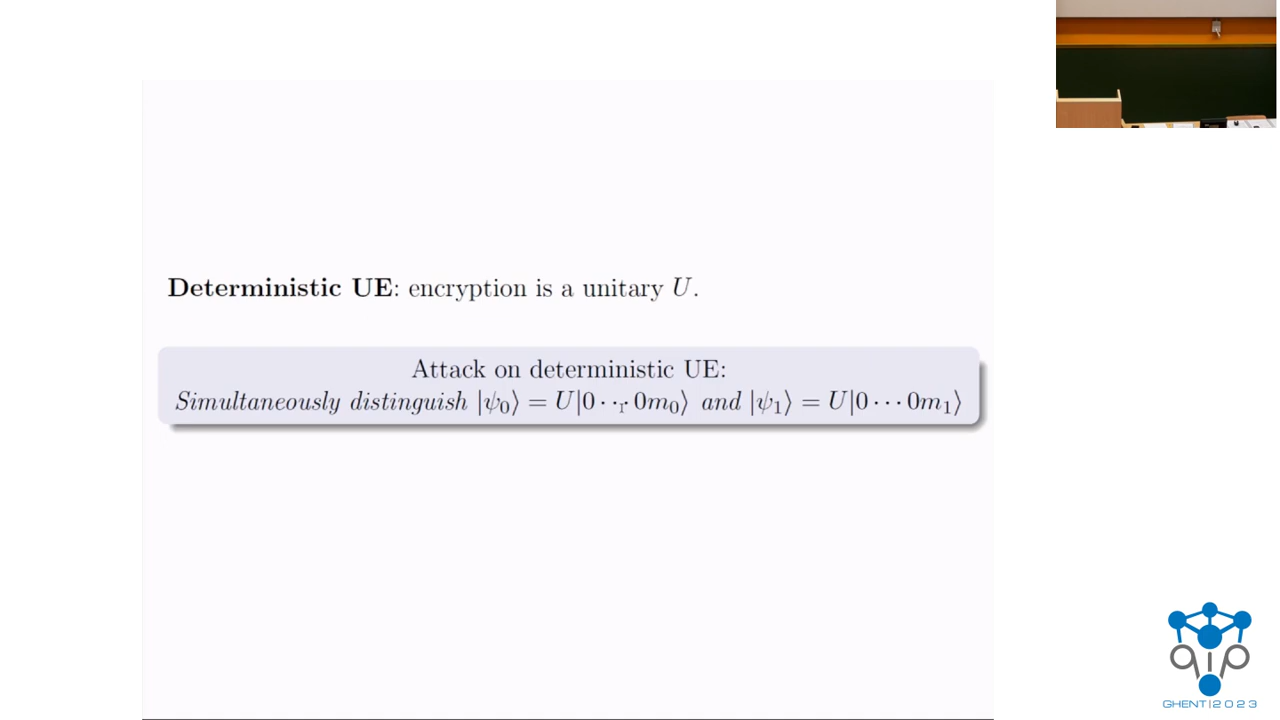 Deterministic UE: encryption is a unitary U.
Attack on deterministic UE:
Simultaneously distinguish |ψ₀⟩ = U|0 ⋯ 0m₀⟩ and |ψ₁⟩ = U|0 ⋯ 0m₁⟩
qip
GHENT|2023